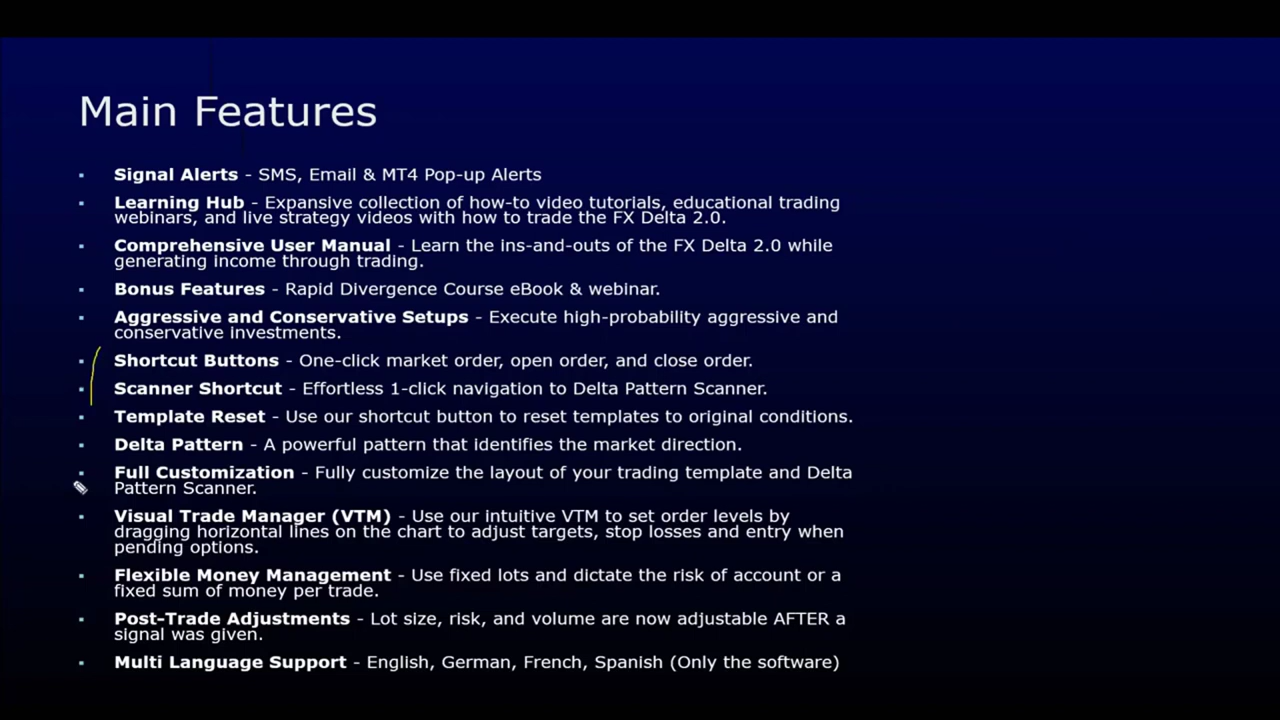 Main Features
▪ Signal Alerts - SMS, Email & MT4 Pop-up Alerts
▪ Learning Hub - Expansive collection of how-to video tutorials, educational trading
webinars, and live strategy videos with how to trade the FX Delta 2.0.
▪ Comprehensive User Manual - Learn the ins-and-outs of the FX Delta 2.0 while
generating income through trading.
▪ Bonus Features - Rapid Divergence Course eBook & webinar.
▪ Aggressive and Conservative Setups - Execute high-probability aggressive and
conservative investments.
▪ Shortcut Buttons - One-click market order, open order, and close order.
▪ Scanner Shortcut - Effortless 1-click navigation to Delta Pattern Scanner.
▪ Template Reset - Use our shortcut button to reset templates to original conditions.
▪ Delta Pattern - A powerful pattern that identifies the market direction.
▪ Full Customization - Fully customize the layout of your trading template and Delta
Pattern Scanner.
▪ Visual Trade Manager (VTM) - Use our intuitive VTM to set order levels by
dragging horizontal lines on the chart to adjust targets, stop losses and entry when
pending options.
▪ Flexible Money Management - Use fixed lots and dictate the risk of account or a
fixed sum of money per trade.
▪ Post-Trade Adjustments - Lot size, risk, and volume are now adjustable AFTER a
signal was given.
▪ Multi Language Support - English, German, French, Spanish (Only the software)